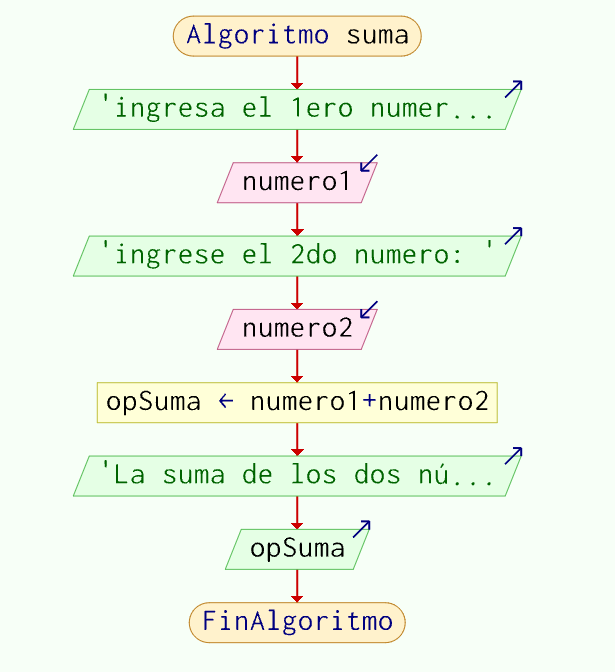 Algoritmo suma
'ingresa el 1ero numer...
numero1
'ingrese el 2do numero: '
numero2
opSuma ← numero1+numero2
'La suma de los dos nú...
opSuma
FinAlgoritmo